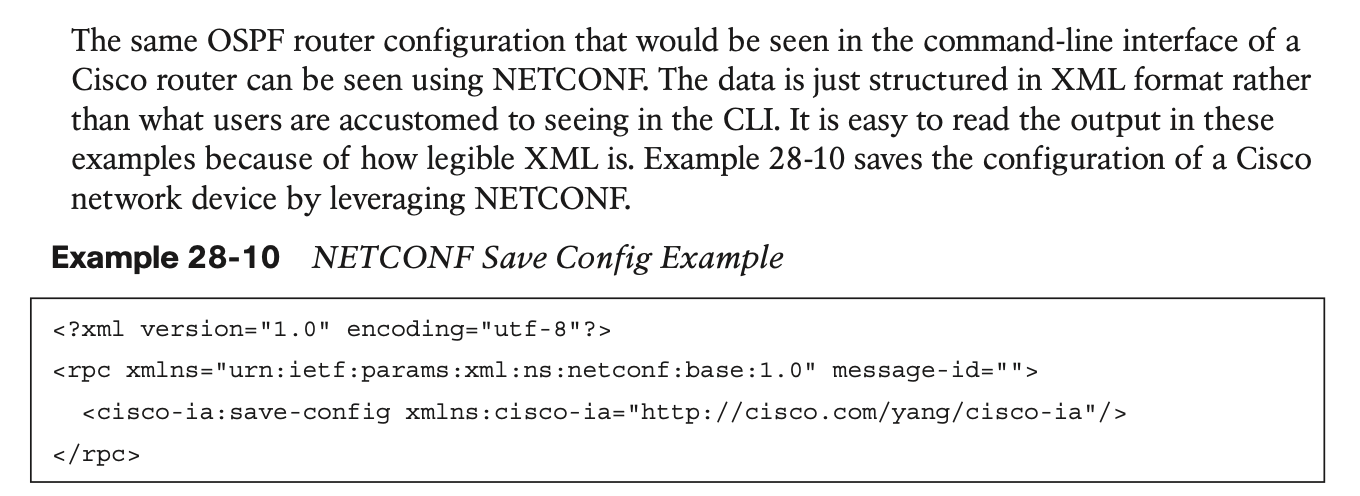 The same OSPF router configuration that would be seen in the command-line interface of a
Cisco router can be seen using NETCONF. The data is just structured in XML format rather
than what users are accustomed to seeing in the CLI. It is easy to read the output in these
examples because of how legible XML is. Example 28-10 saves the configuration of a Cisco
network device by leveraging NETCONF.
Example 28-10 NETCONF Save Config Example
<?xml version="1.0" encoding="utf-8"?>
<rpc xmlns="urn:ietf:params:xml:ns:netconf:base:1.0" message-id="">
  <cisco-ia:save-config xmlns:cisco-ia="http://cisco.com/yang/cisco-ia"/>
</rpc>